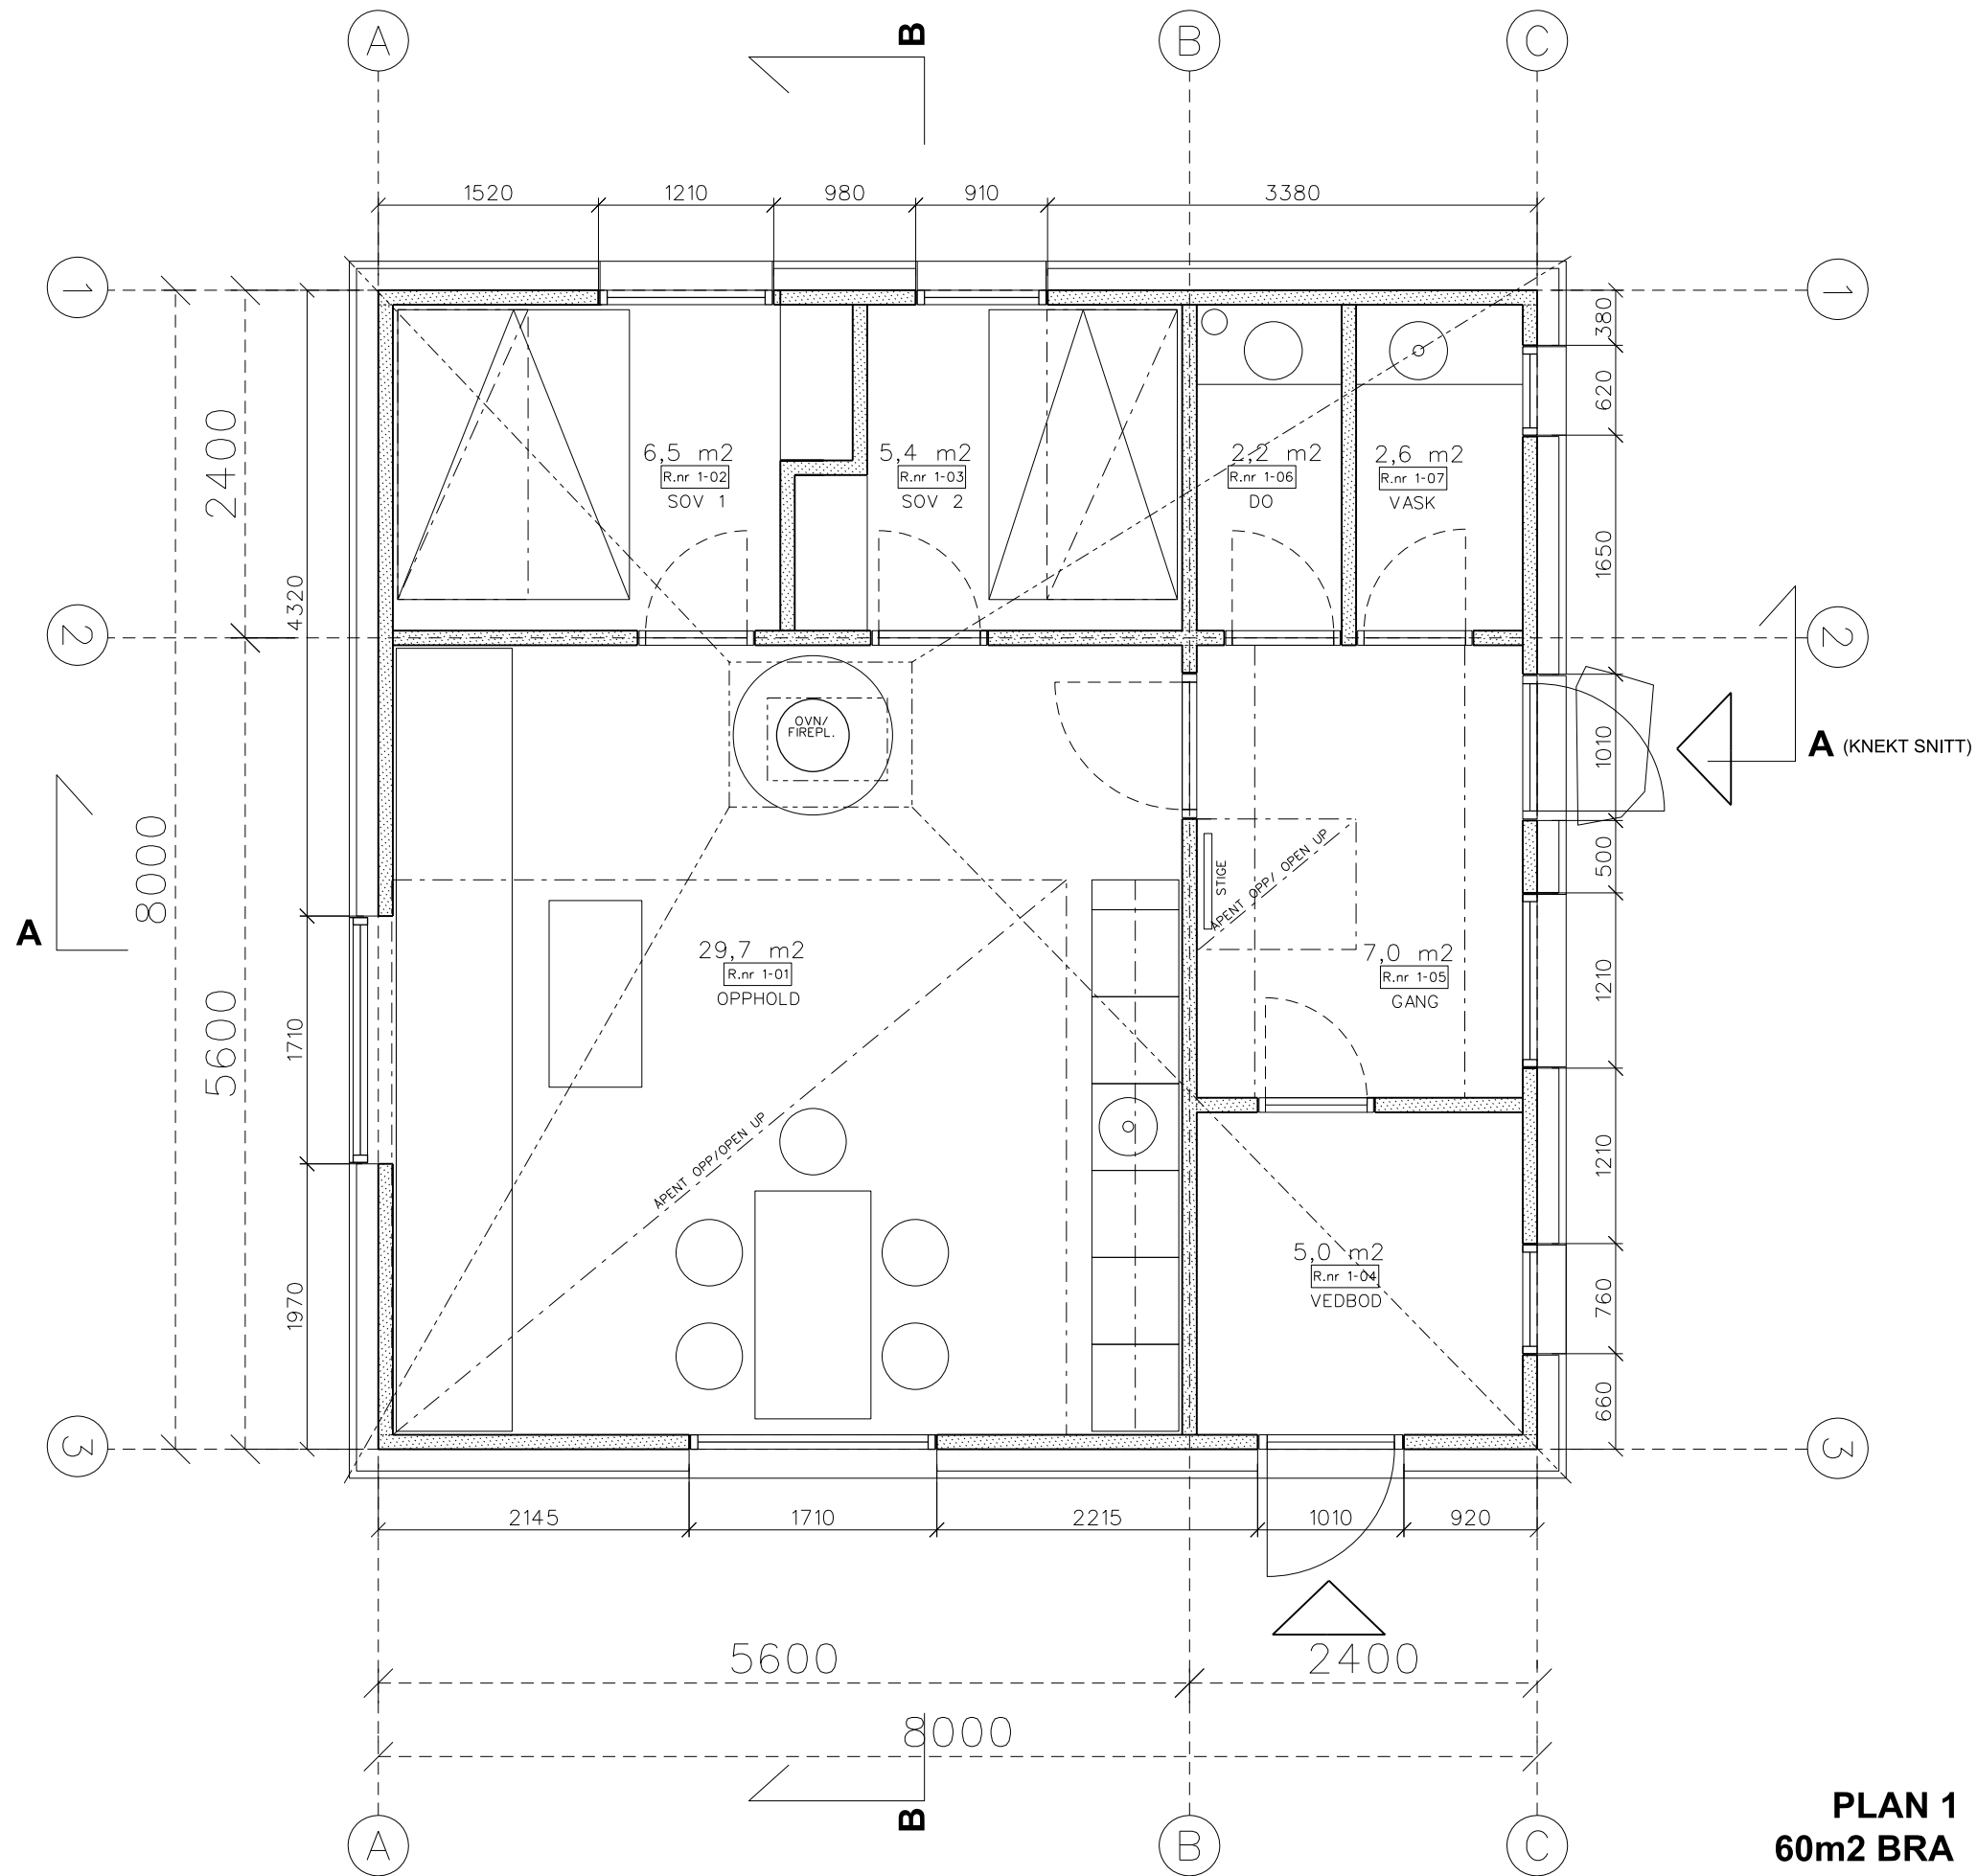 A
B
B
C
1520
1210
980
910
3380
1
1
2400
4320
380
620
6,5 m2
R.nr 1-02
SOV 1
5,4 m2
R.nr 1-03
SOV 2
2,2 m2
R.nr 1-06
DO
2,6 m2
R.nr 1-07
VASK
1650
2
2
OVN/
FIREPL.
1010
A (KNEKT SNITT)
8000
500
STIGE
ÅPENT OPP/ OPEN UP
A
29,7 m2
R.nr 1-01
OPPHOLD
7,0 m2
R.nr 1-05
GANG
1210
5600
1710
ÅPENT OPP/OPEN UP
1210
5,0 m2
R.nr 1-04
VEDBOD
1970
760
660
3
3
2145
1710
2215
1010
920
5600
2400
8000
B
A
B
C
PLAN 1
60m2 BRA